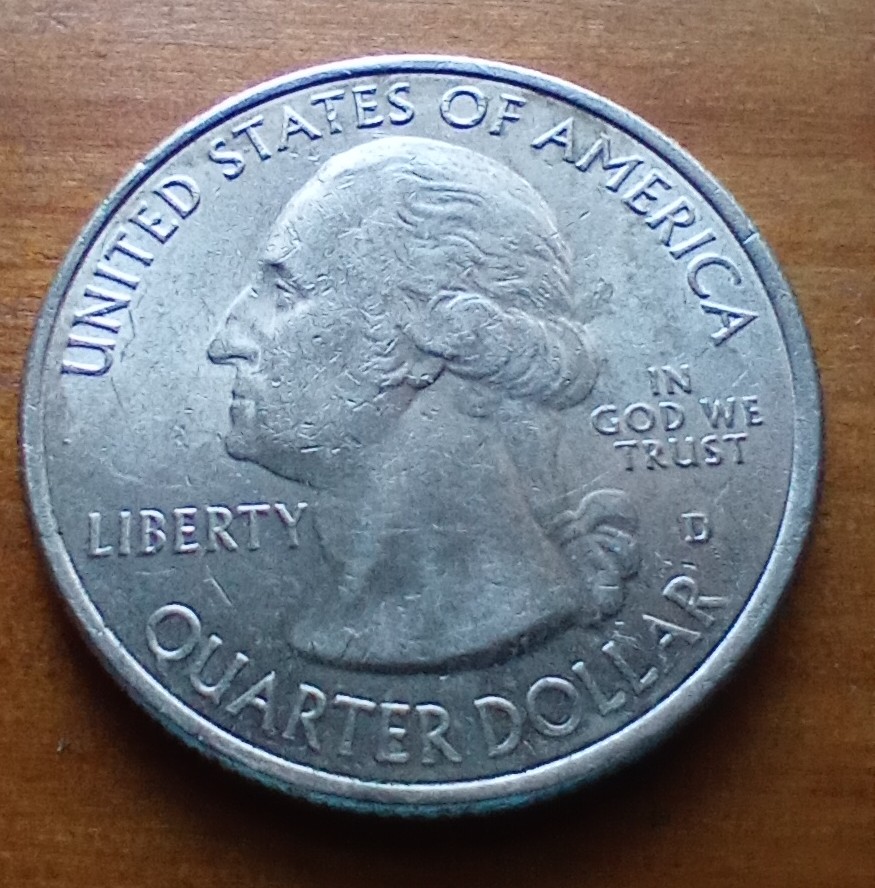 UNITED STATES OF AMERICA
IN
GOD WE
TRUST
LIBERTY
D
QUARTER DOLLAR